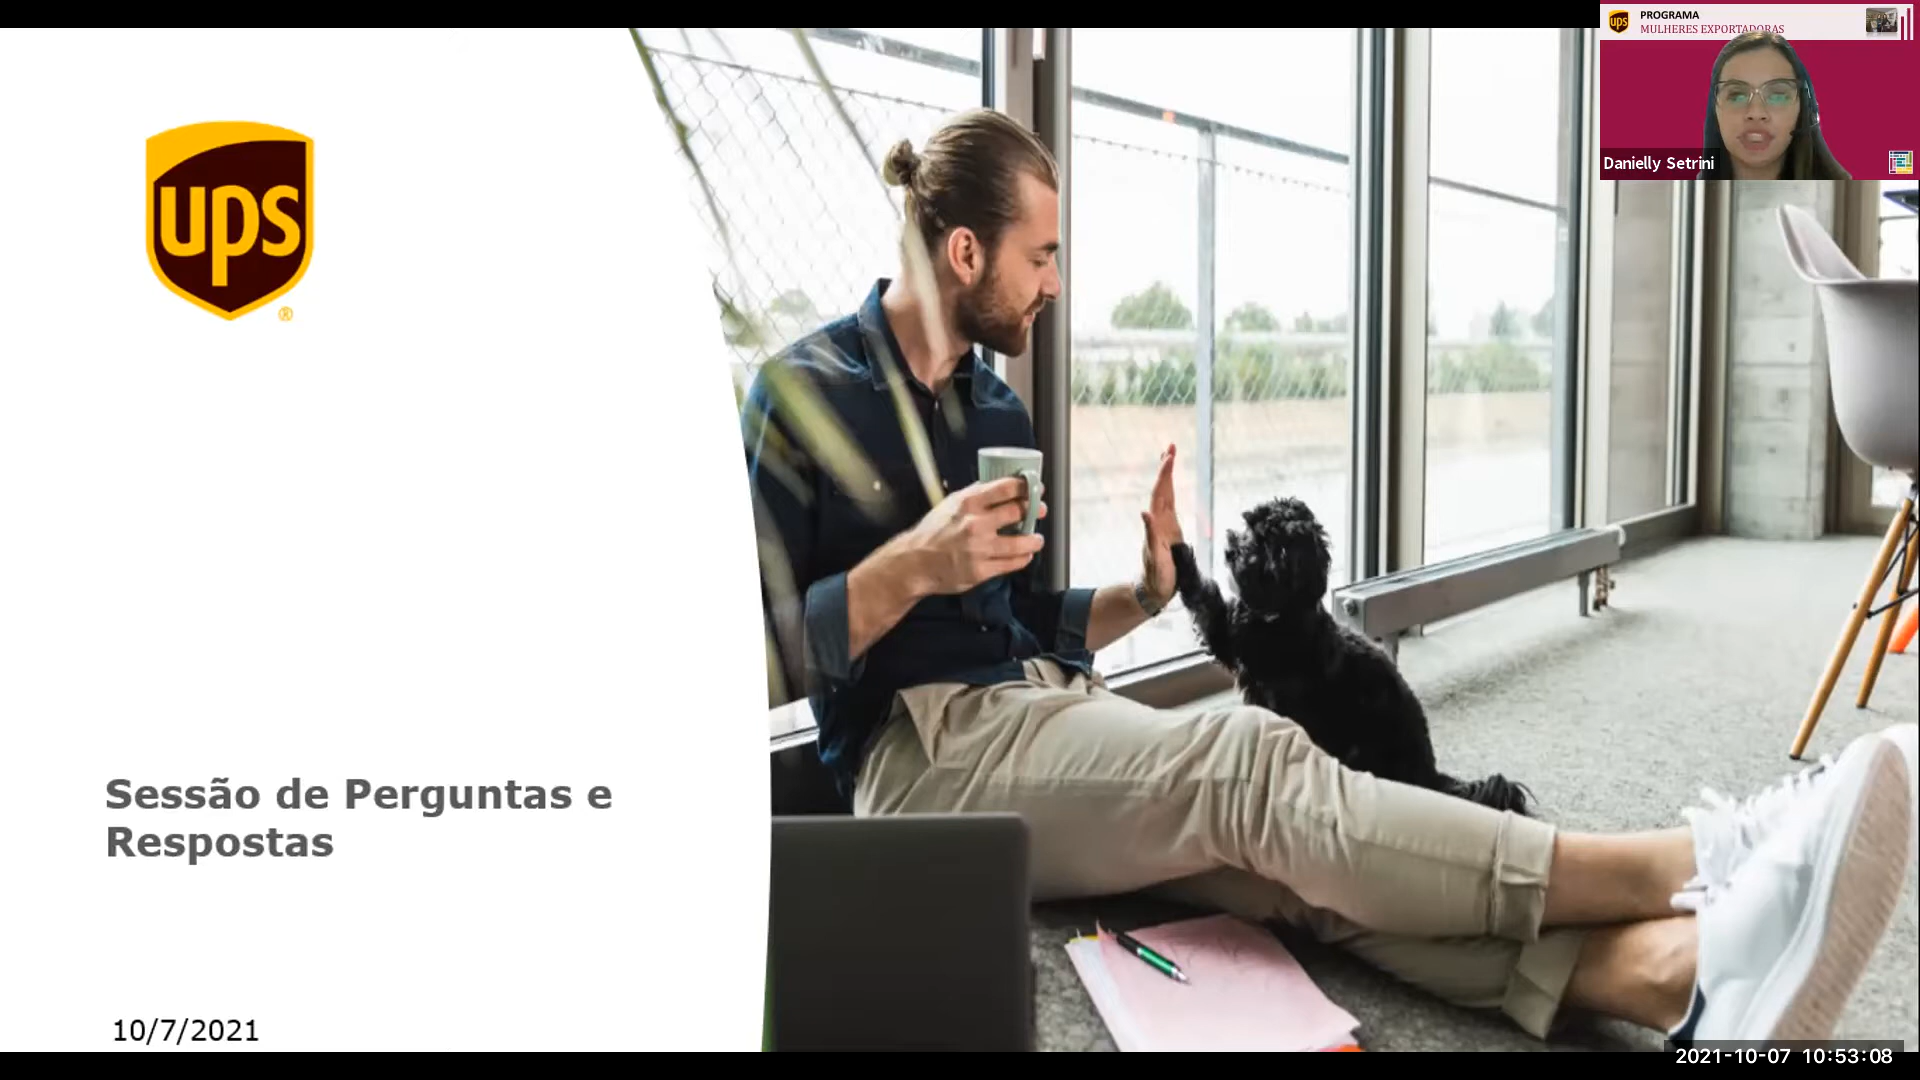 ups
®
Sessão de Perguntas e
Respostas
10/7/2021
ups
PROGRAMA
MULHERES EXPORTADORAS
Danielly Setrini
2021-10-07 10:53:08